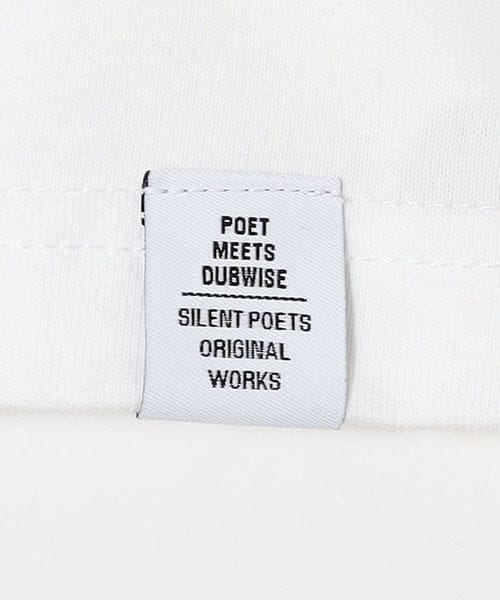 POET
MEETS
DUBWISE
SILENT POETS
ORIGINAL
WORKS